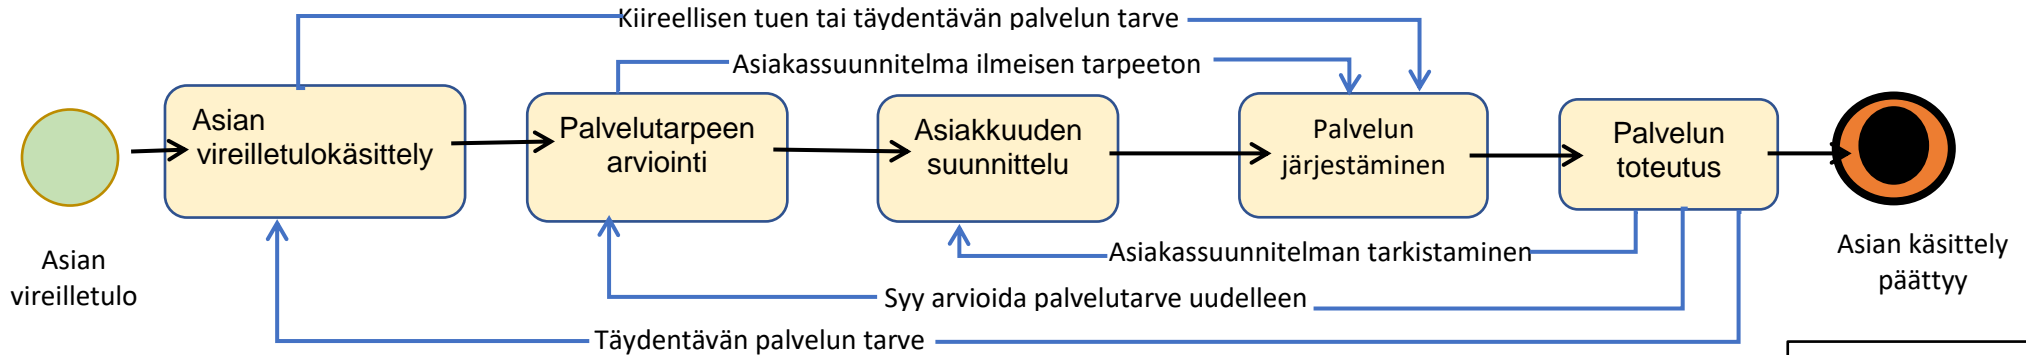 Kiireellisen tuen tai täydentävän palvelun tarve
Asiakassuunnitelma ilmeisen tarpeeton
Asian
vireilletulokäsittely
Palvelutarpeen
arviointi
Asiakkuuden
suunnittelu
Palvelun
järjestäminen
Palvelun
toteutus
Asian
vireilletulo
Asiakassuunnitelman tarkistaminen
Asian käsittely
päättyy
Syy arvioida palvelutarve uudelleen
Täydentävän palvelun tarve